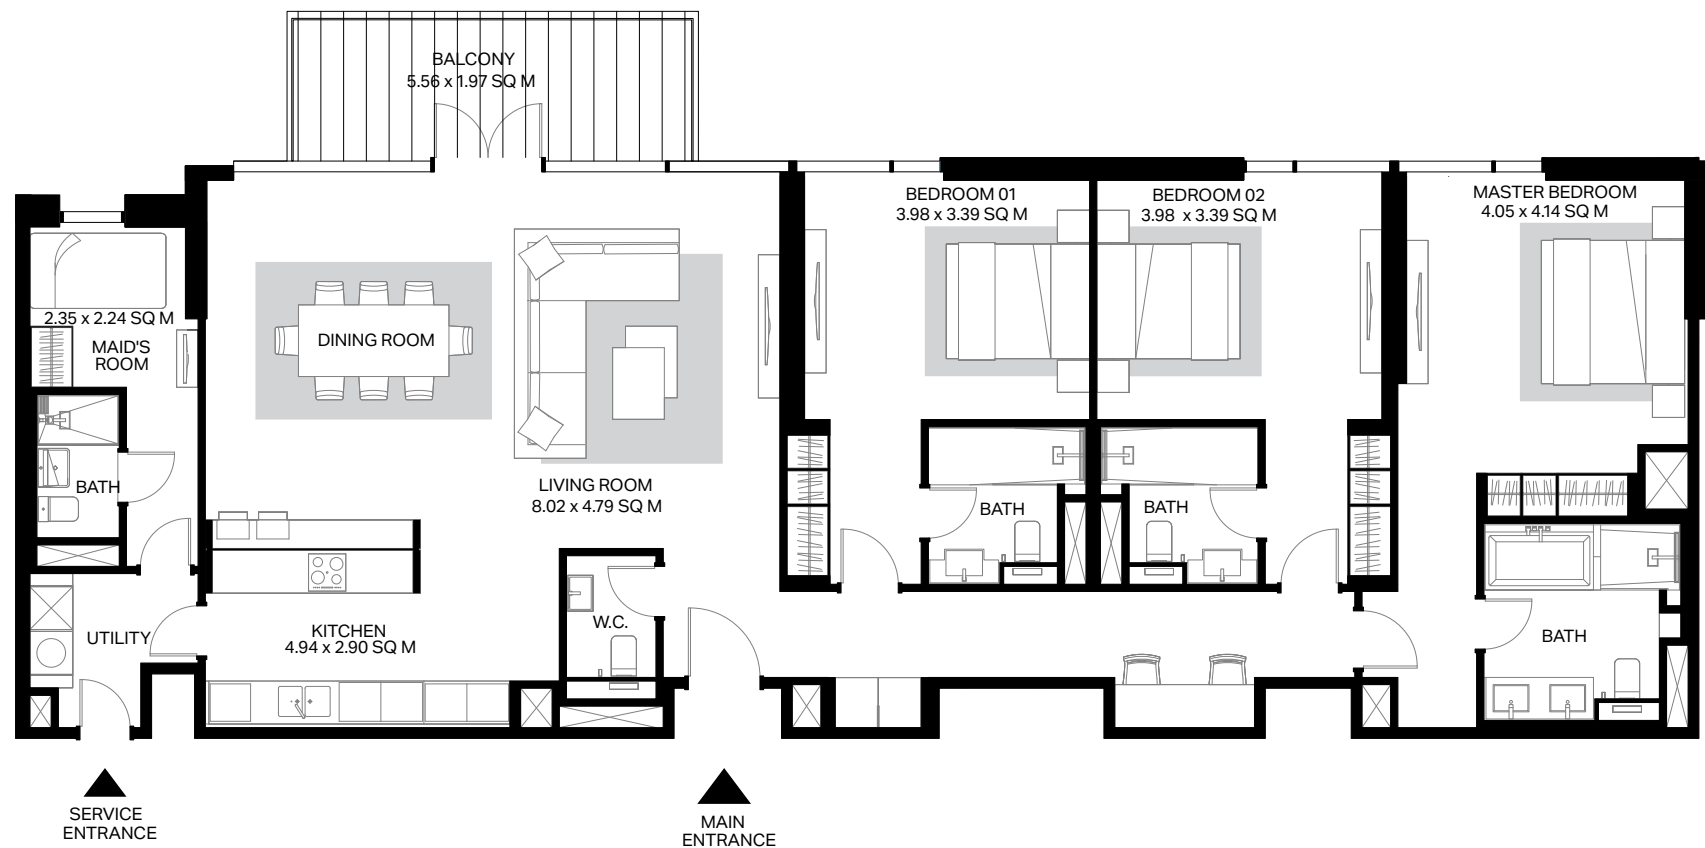 BALCONY
5.56 x 1.97 SQ M
BEDROOM 01
3.98 x 3.39 SQ M
BEDROOM 02
3.98 x 3.39 SQ M
MASTER BEDROOM
4.05 x 4.14 SQ M
2.35 x 2.24 SQ M
MAID'S
ROOM
DINING ROOM
BATH
LIVING ROOM
8.02 x 4.79 SQ M
BATH
BATH
UTILITY
KITCHEN
4.94 x 2.90 SQ M
W.C.
BATH
SERVICE
ENTRANCE
MAIN
ENTRANCE